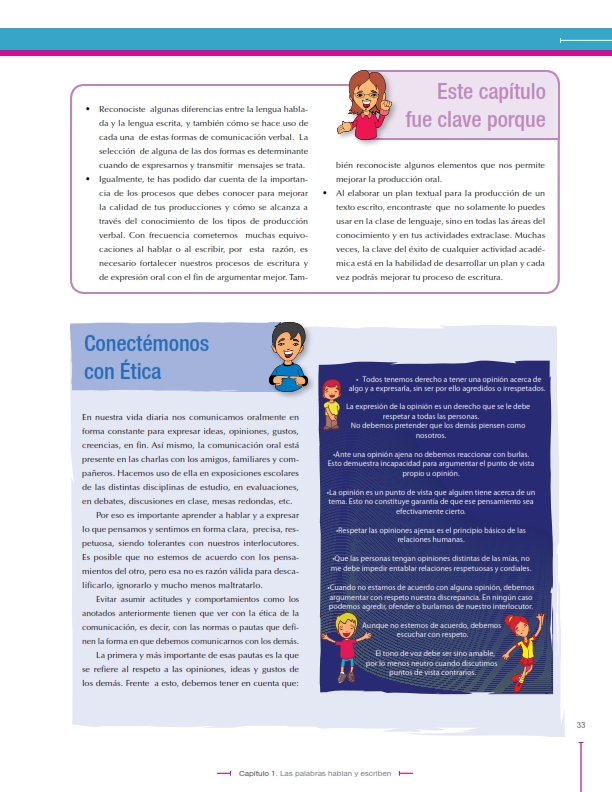 Este capítulo
fue clave porque
• Reconociste algunas diferencias entre la lengua habla-
da y la lengua escrita, y también cómo se hace uso de
cada una de estas formas de comunicación verbal. La
selección de alguna de las dos formas es determinante
cuando de expresarnos y transmitir mensajes se trata.
• Igualmente, te has podido dar cuenta de la importan-
cia de los procesos que debes conocer para mejorar
la calidad de tus producciones y cómo se alcanza a
través del conocimiento de los tipos de producción
verbal. Con frecuencia cometemos muchas equivo-
caciones al hablar o al escribir, por esta razón, es
necesario fortalecer nuestros procesos de escritura y
de expresión oral con el fin de argumentar mejor. Tam-
bién reconociste algunos elementos que nos permite
mejorar la producción oral.
• Al elaborar un plan textual para la producción de un
texto escrito, encontraste que no solamente lo puedes
usar en la clase de lenguaje, sino en todas las áreas del
conocimiento y en tus actividades extraclase. Muchas
veces, la clave del éxito de cualquier actividad acadé-
mica está en la habilidad de desarrollar un plan y cada
vez podrás mejorar tu proceso de escritura.
Conectémonos
con Ética
En nuestra vida diaria nos comunicamos oralmente en
forma constante para expresar ideas, opiniones, gustos,
creencias, en fin. Así mismo, la comunicación oral está
presente en las charlas con los amigos, familiares y com-
pañeros. Hacemos uso de ella en exposiciones escolares
de las distintas disciplinas de estudio, en evaluaciones,
en debates, discusiones en clase, mesas redondas, etc.
Por eso es importante aprender a hablar y a expresar
lo que pensamos y sentimos en forma clara, precisa, res-
petuosa, siendo tolerantes con nuestros interlocutores.
Es posible que no estemos de acuerdo con los pensa-
mientos del otro, pero esa no es razón válida para desca-
lificarlo, ignorarlo y mucho menos maltratarlo.
Evitar asumir actitudes y comportamientos como los
anotados anteriormente tienen que ver con la ética de la
comunicación, es decir, con las normas o pautas que defi-
nen la forma en que debemos comunicarnos con los demás.
La primera y más importante de esas pautas es la que
se refiere al respeto a las opiniones, ideas y gustos de
los demás. Frente a esto, debemos tener en cuenta que:
• Todos tenemos derecho a tener una opinión acerca de
algo y a expresarla, sin ser por ello agredidos o irrespetados.
La expresión de la opinión es un derecho que se le debe
respetar a todas las personas.
No debemos pretender que los demás piensen como
nosotros.
•Ante una opinión ajena no debemos reaccionar con burlas.
Esto demuestra incapacidad para argumentar el punto de vista
propio u opinión.
•La opinión es un punto de vista que alguien tiene acerca de un
tema. Esto no constituye garantía de que ese pensamiento sea
efectivamente cierto.
•Respetar las opiniones ajenas es el principio básico de las
relaciones humanas.
•Que las personas tengan opiniones distintas de las mías, no
me debe impedir entablar relaciones respetuosas y cordiales.
•Cuando no estamos de acuerdo con alguna opinión, debemos
argumentar con respeto nuestra discrepancia. En ningún caso
podemos agredir, ofender o burlarnos de nuestro interlocutor.
Aunque no estemos de acuerdo, debemos
escuchar con respeto.
El tono de voz debe ser sino amable,
por lo menos neutro cuando discutimos
puntos de vista contrarios.
33
Capítulo 1. Las palabras hablan y escriben